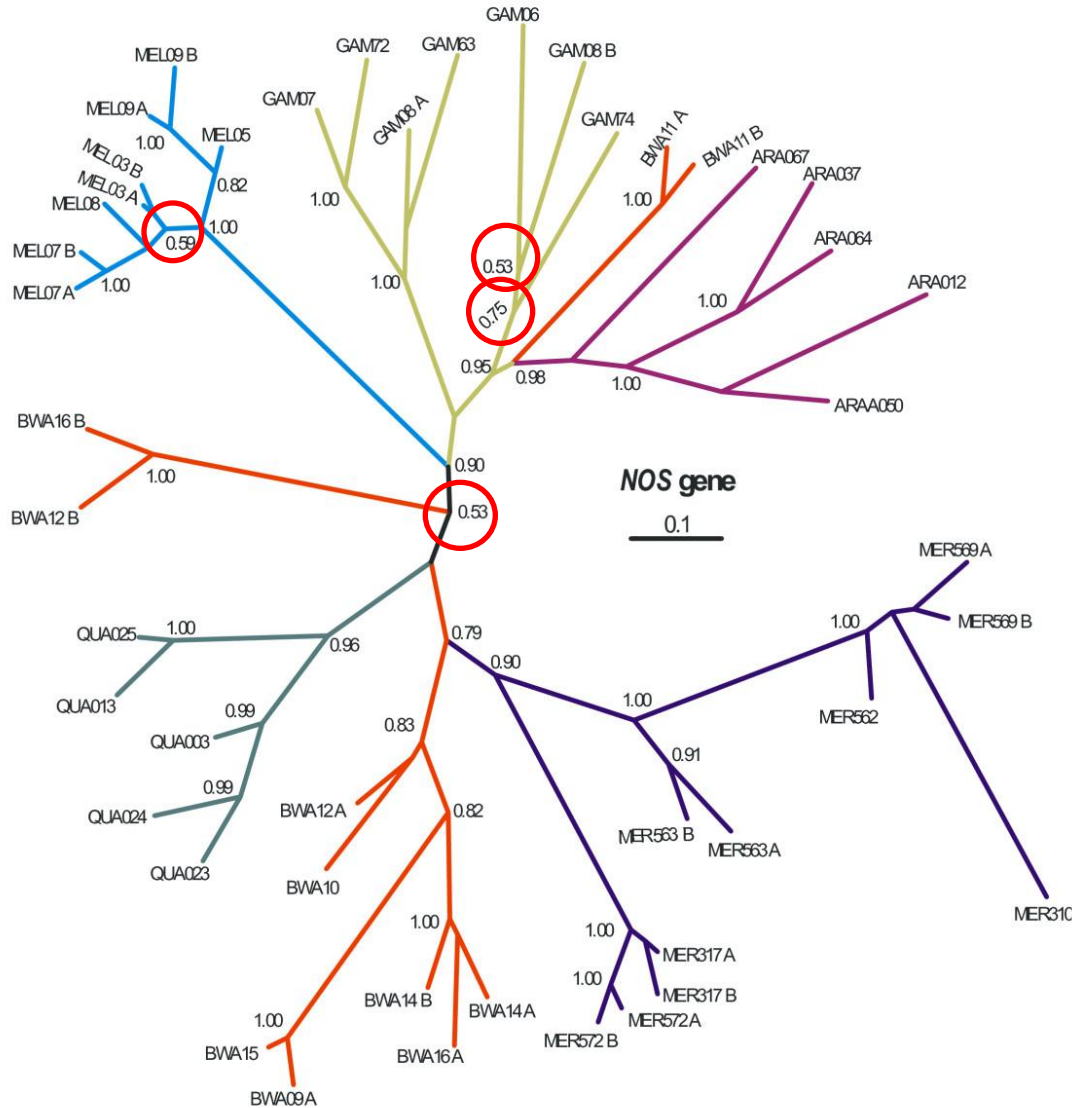 GAM06
MEL09 B
GAM72
GAM63
GAM08 B
GAM07
MEL09 A
GAM08 A
GAM74
BWA11 A
BWA11 B
1.00
MEL05
ARA067
ARA037
MEL03 B
MEL03 A
0.82
1.00
1.00
MEL08
1.00
0.59
ARA064
MEL07 B
0.53
MEL07 A
1.00
1.00
ARA012
0.75
1.00
0.95
0.98
1.00
ARAA050
BWA16 B
0.90
1.00
NOS gene
BWA12 B
0.53
0.1
MER569 A
QUA025
1.00
0.96
0.79
1.00
MER569 B
0.90
QUA013
1.00
MER562
0.99
QUA003
0.83
0.91
0.99
QUA024
BWA12 A
0.82
MER563 B
MER563 A
QUA023
BWA10
MER310
1.00
1.00
MER317 A
1.00
MER317 B
BWA14 B
BWA14 A
MER572 A
1.00
MER572 B
BWA15
BWA16 A
BWA09 A